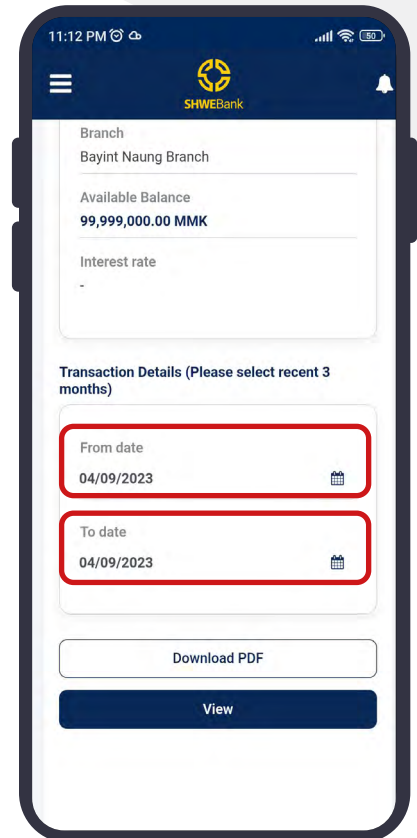 11:12 PM 50
SHWEBank
Branch
Bayint Naung Branch
Available Balance
99,999,000.00 MMK
Interest rate
-
Transaction Details (Please select recent 3
months)
From date
04/09/2023
To date
04/09/2023
Download PDF
View